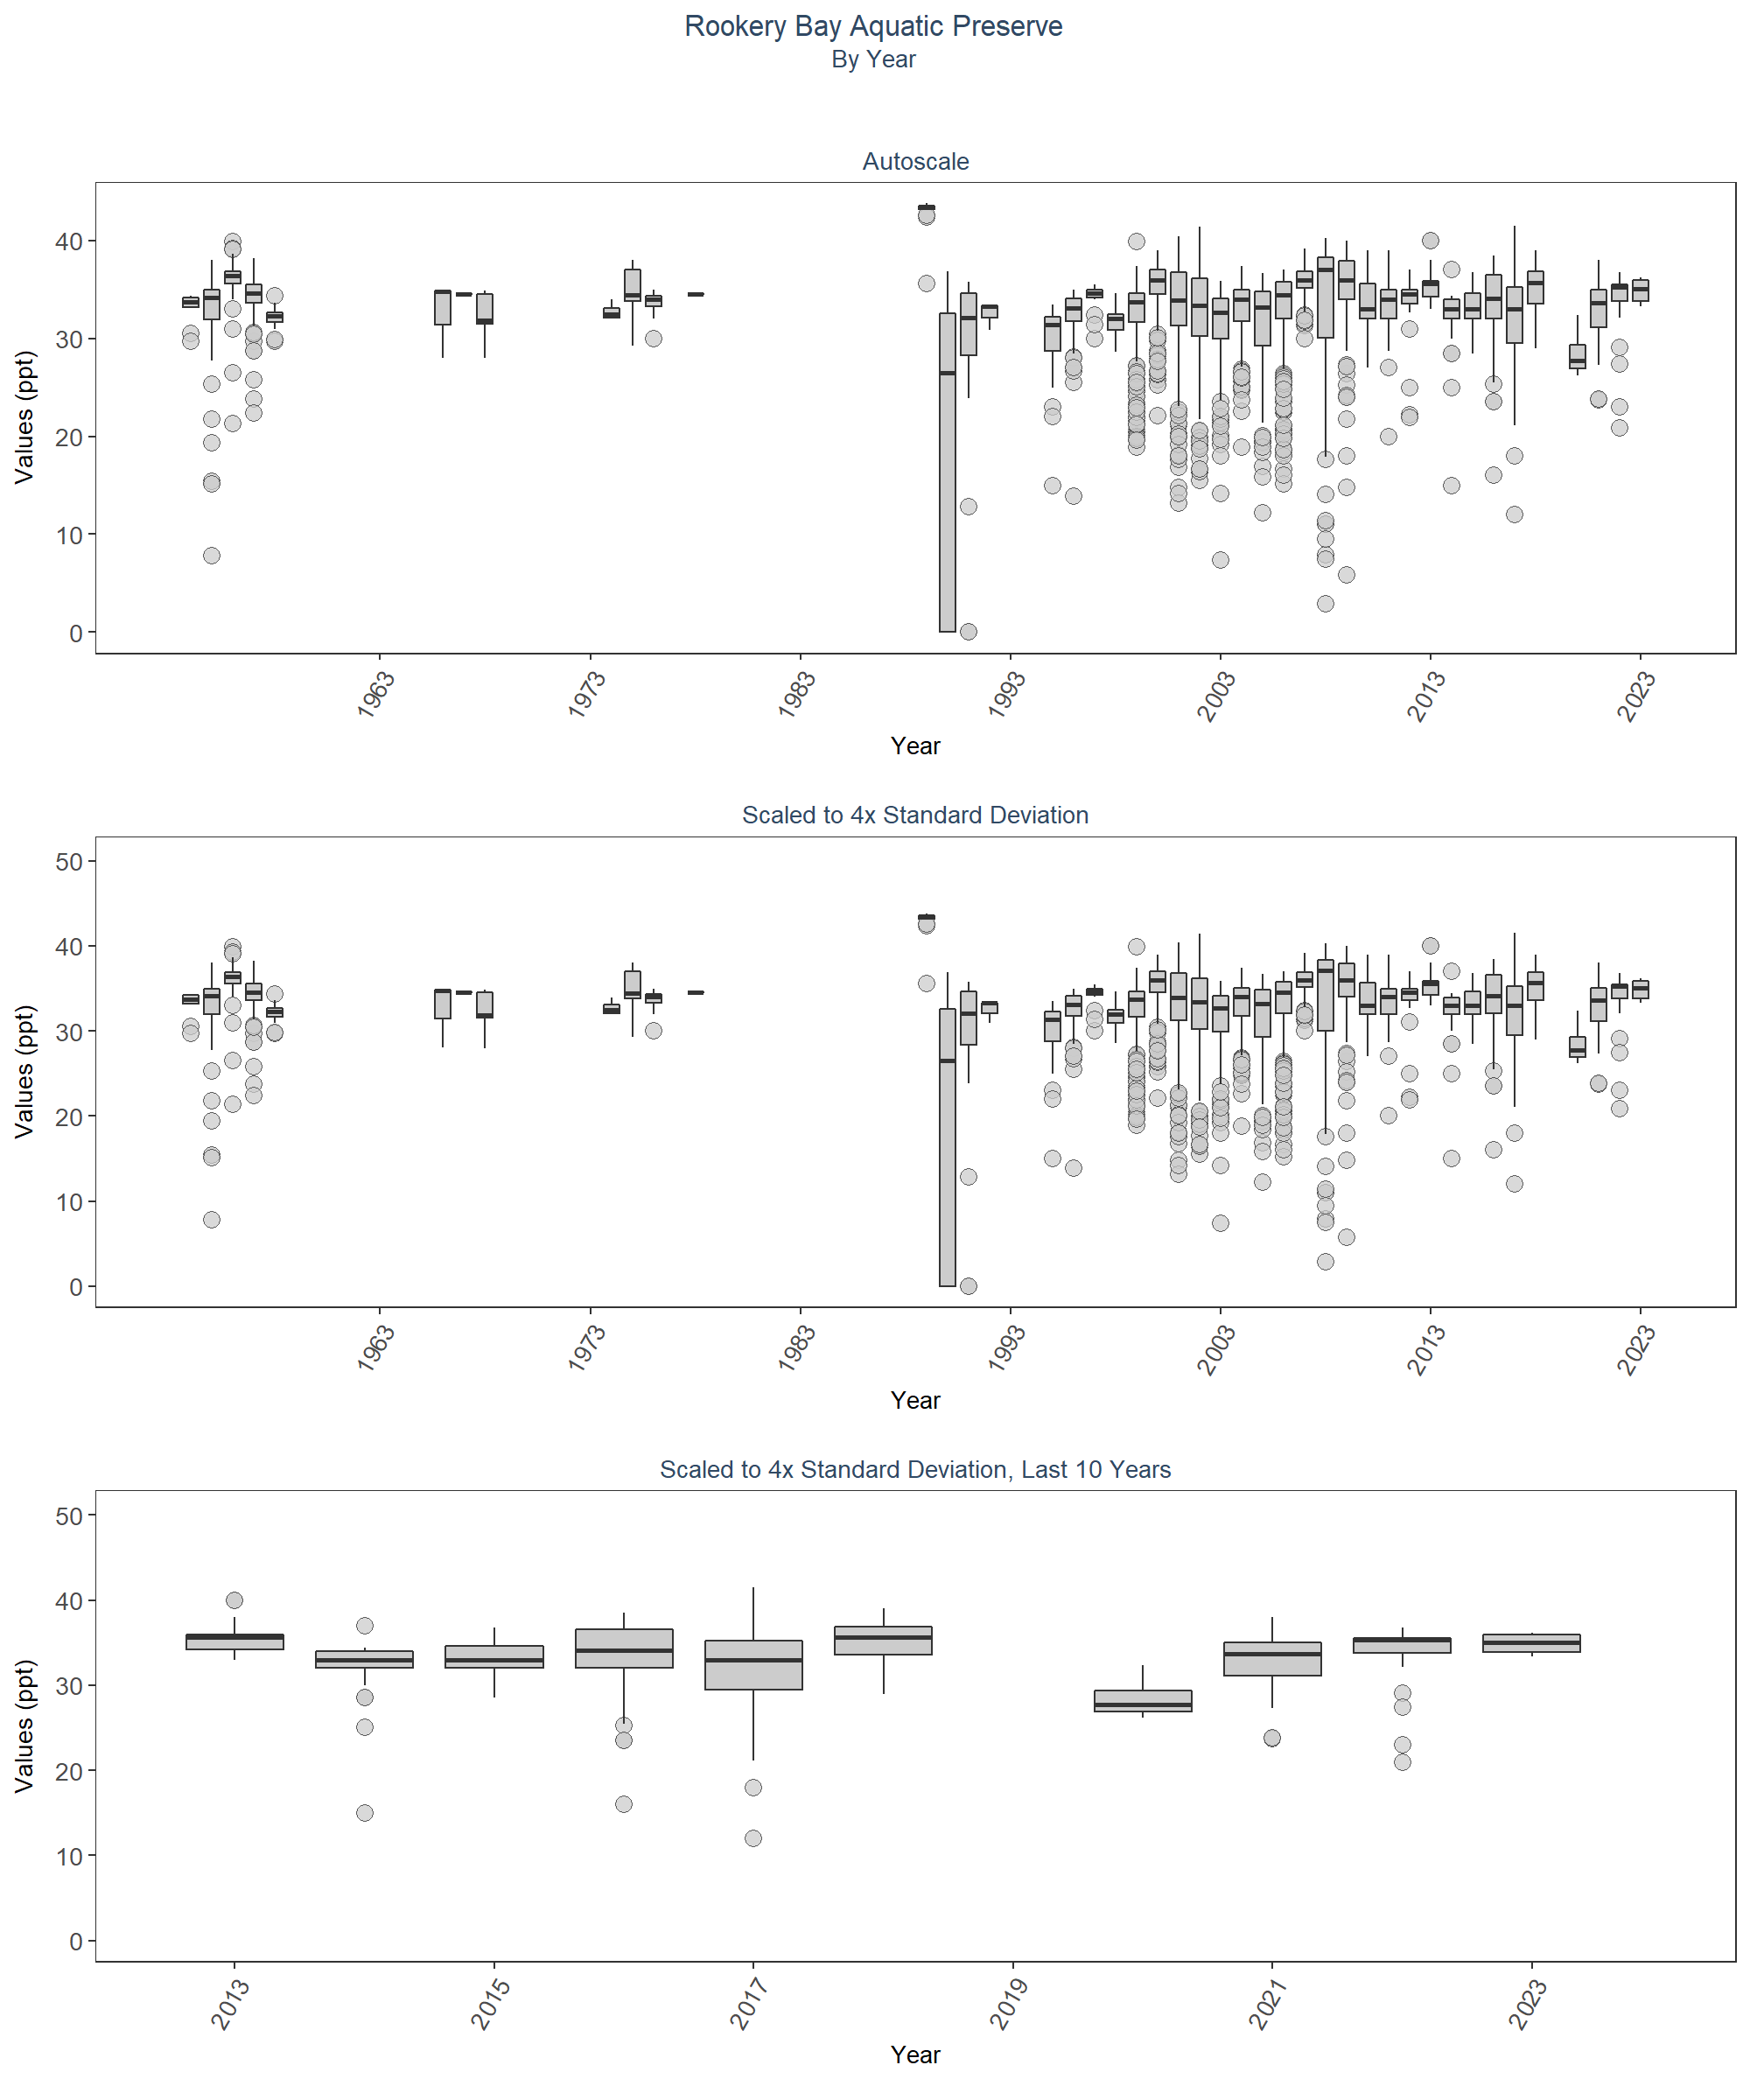 Rookery Bay Aquatic Preserve
By Year
Autoscale
Values (ppt)
40
30
20
10
0
1963 1973 1983 1993 2003 2013 2023
Year
Scaled to 4x Standard Deviation
Values (ppt)
50
40
30
20
10
0
1963 1973 1983 1993 2003 2013 2023
Year
Scaled to 4x Standard Deviation, Last 10 Years
Values (ppt)
50
40
30
20
10
0
2013 2015 2017 2019 2021 2023
Year